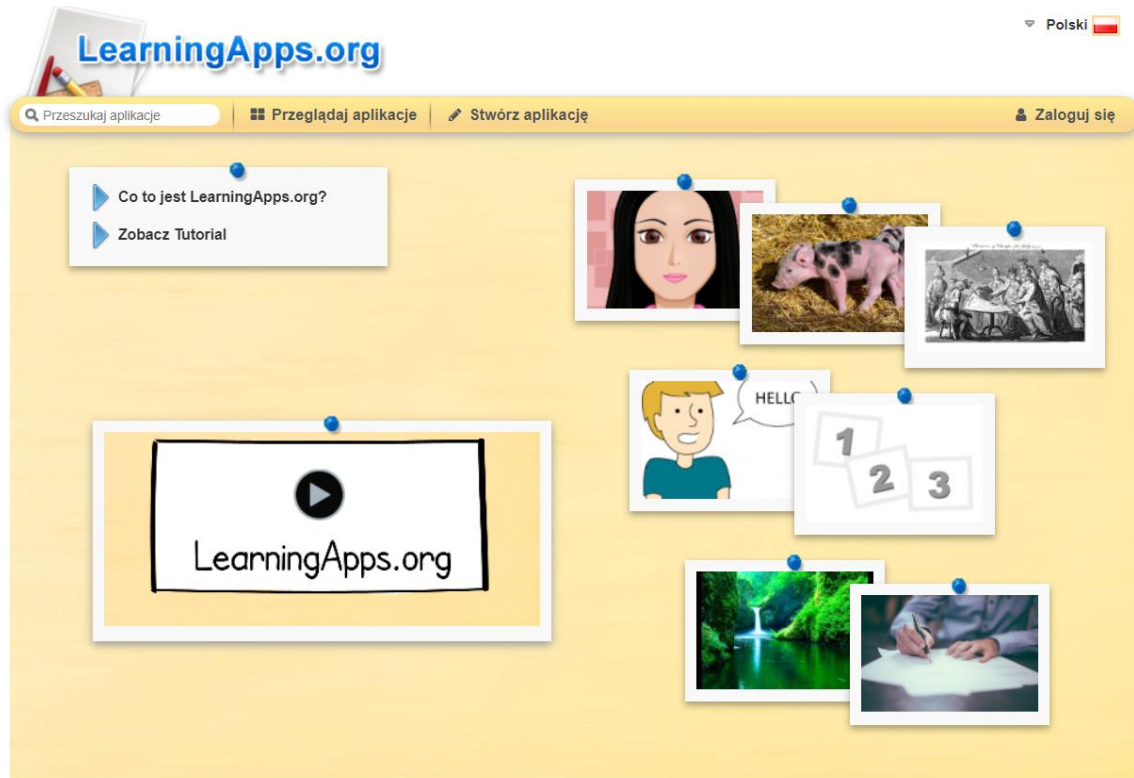 LearningApps.org
Polski
Przeszukaj aplikacje
Przeglądaj aplikacje
Stwórz aplikację
Zaloguj się
Co to jest LearningApps.org?
Zobacz Tutorial
HELLO
1
2
3
LearningApps.org